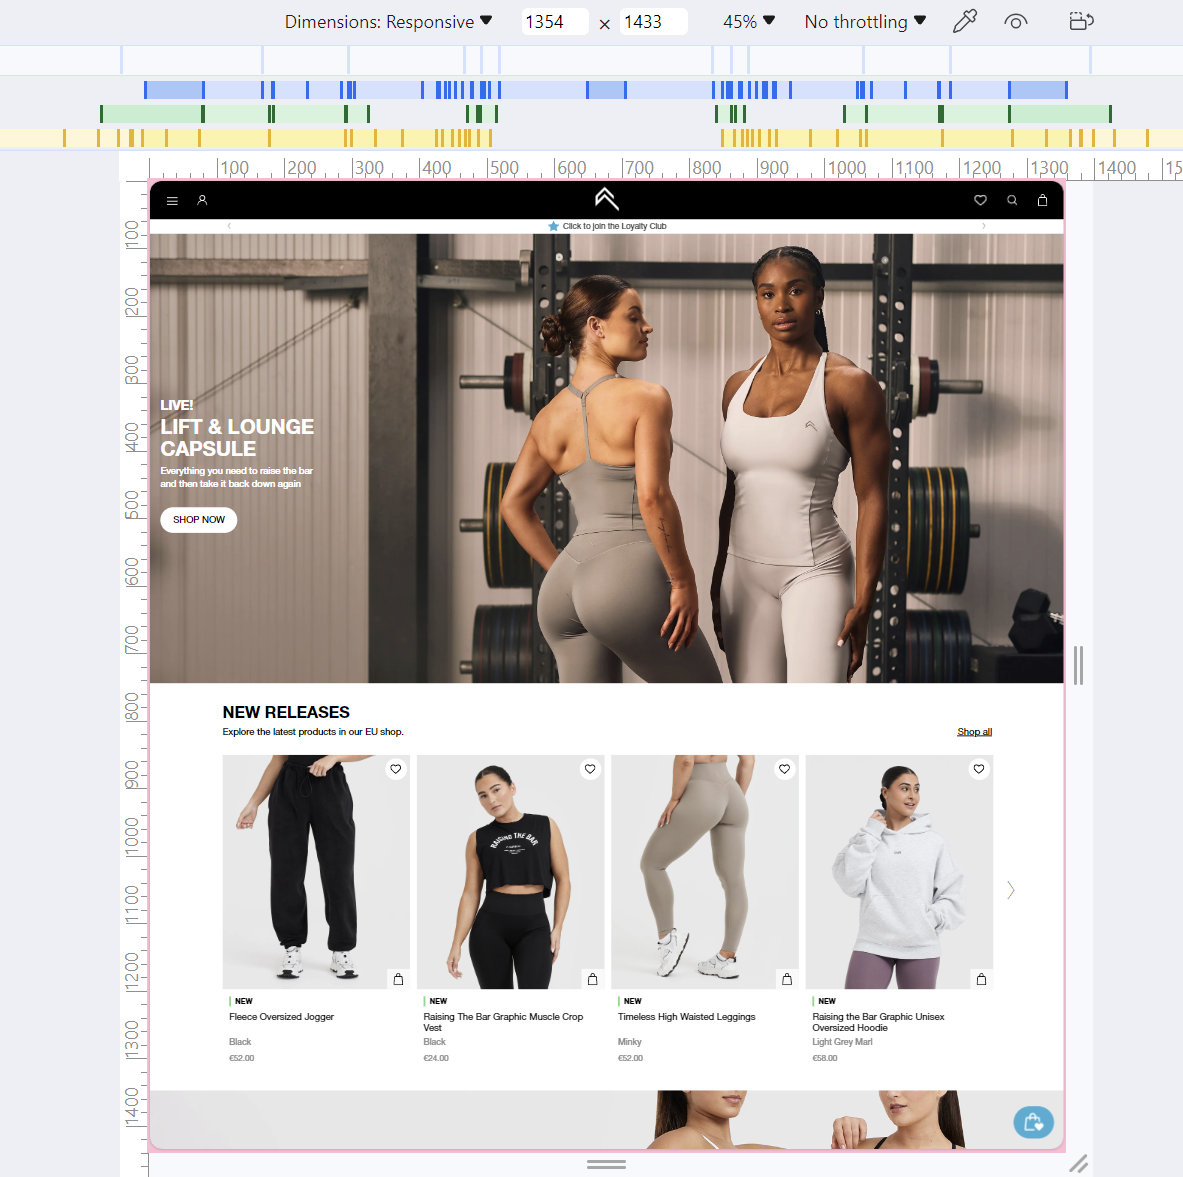 Dimensions: Responsive 1354 × 1433 45% No throttling
100 200 300 400 500 600 700 800 900 1000 1100 1200 1300 1400 15
100
200
300
400
500
600
700
800
900
1000
1100
1200
1300
1400
Click to join the Loyalty Club
LIVE!
LIFT & LOUNGE
CAPSULE
Everything you need to raise the bar
and then take it back down again
SHOP NOW
NEW RELEASES
Explore the latest products in our EU shop.
Shop all
RAISING THE BAR
NEW
Fleece Oversized Jogger
Black
€52.00
NEW
Raising The Bar Graphic Muscle Crop
Vest
Black
€24.00
NEW
Timeless High Waisted Leggings
Minky
€52.00
NEW
Raising the Bar Graphic Unisex
Oversized Hoodie
Light Grey Marl
€58.00